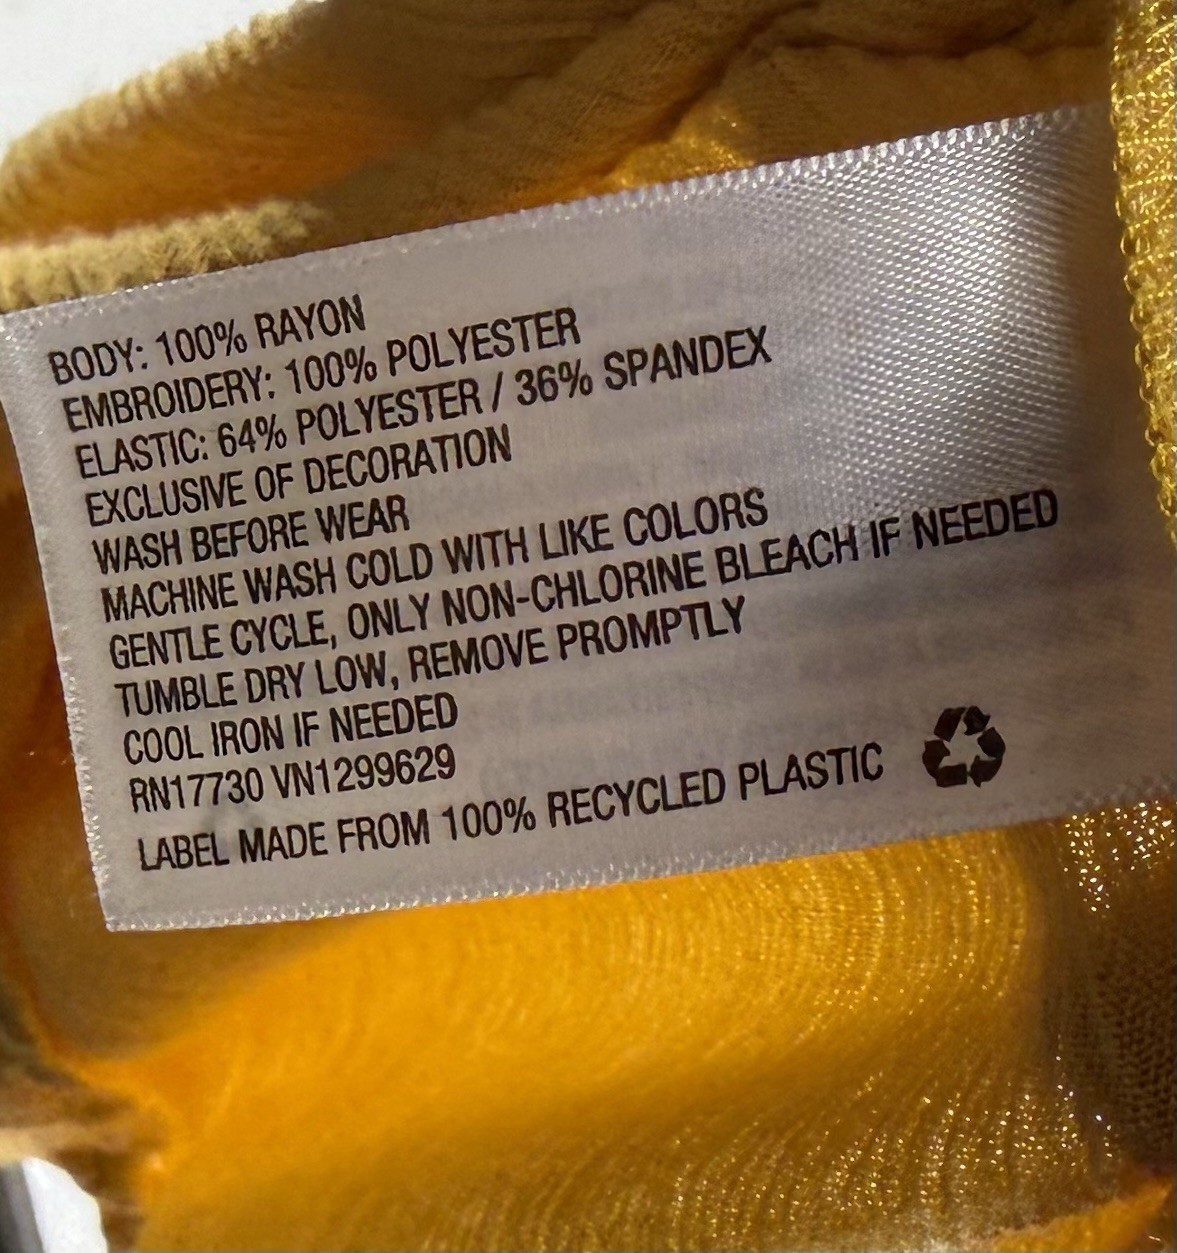 BODY: 100% RAYON
EMBROIDERY: 100% POLYESTER
ELASTIC: 64% POLYESTER / 36% SPANDEX
EXCLUSIVE OF DECORATION
WASH BEFORE WEAR
MACHINE WASH COLD WITH LIKE COLORS
GENTLE CYCLE, ONLY NON-CHLORINE BLEACH IF NEEDED
TUMBLE DRY LOW, REMOVE PROMPTLY
COOL IRON IF NEEDED
RN17730 VN1299629
LABEL MADE FROM 100% RECYCLED PLASTIC